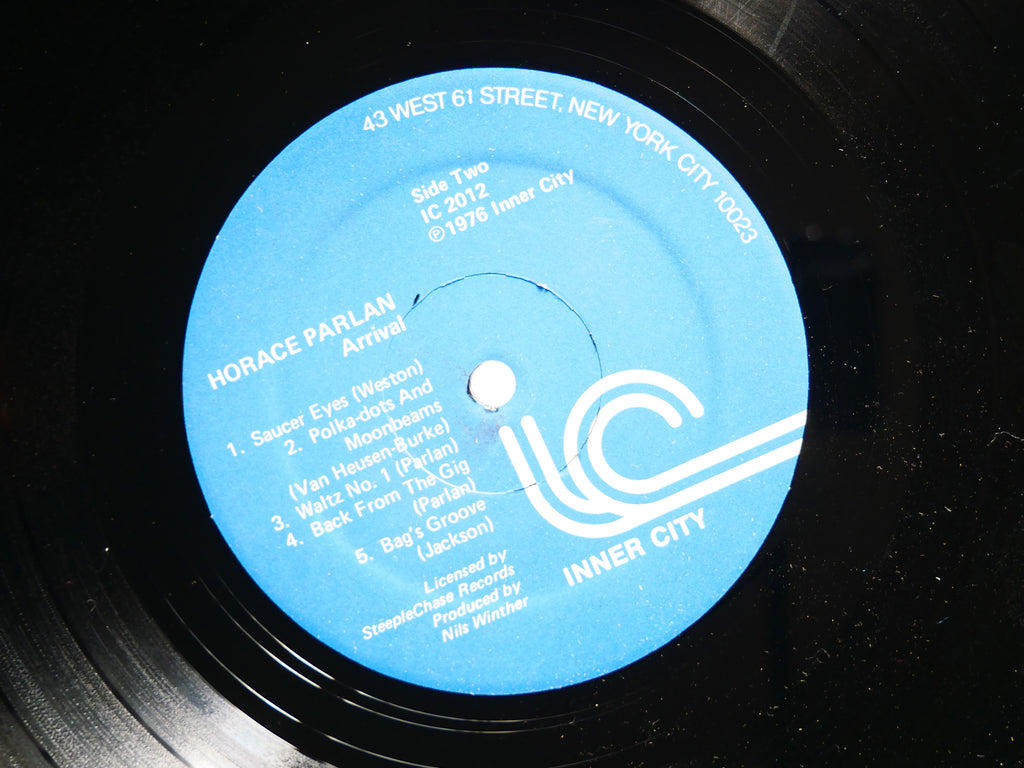 43 WEST 61 STREET, NEW YORK CITY 10023
Side Two
IC 2012
℗1976 Inner City
HORACE PARLAN
Arrival
1. Saucer Eyes (Weston)
2. Polka-dots And
Moonbeams
(Van Heusen-Burke)
3. Waltz No. 1 (Parlan)
4. Back From The Gig
(Parlan)
5. Bag's Groove
(Jackson)
Licensed by
SteepleChase Records
Produced by
Nils Winther
IC
INNER CITY